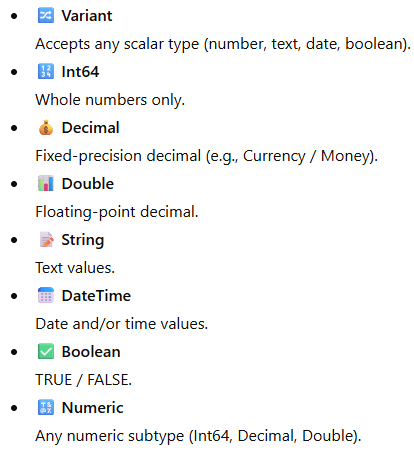 • 🔀 Variant
Accepts any scalar type (number, text, date, boolean).
• 🔢 Int64
Whole numbers only.
• 💰 Decimal
Fixed-precision decimal (e.g., Currency / Money).
• 📊 Double
Floating-point decimal.
• 📝 String
Text values.
• 📅 DateTime
Date and/or time values.
• ✅ Boolean
TRUE / FALSE.
• 🔣 Numeric
Any numeric subtype (Int64, Decimal, Double).